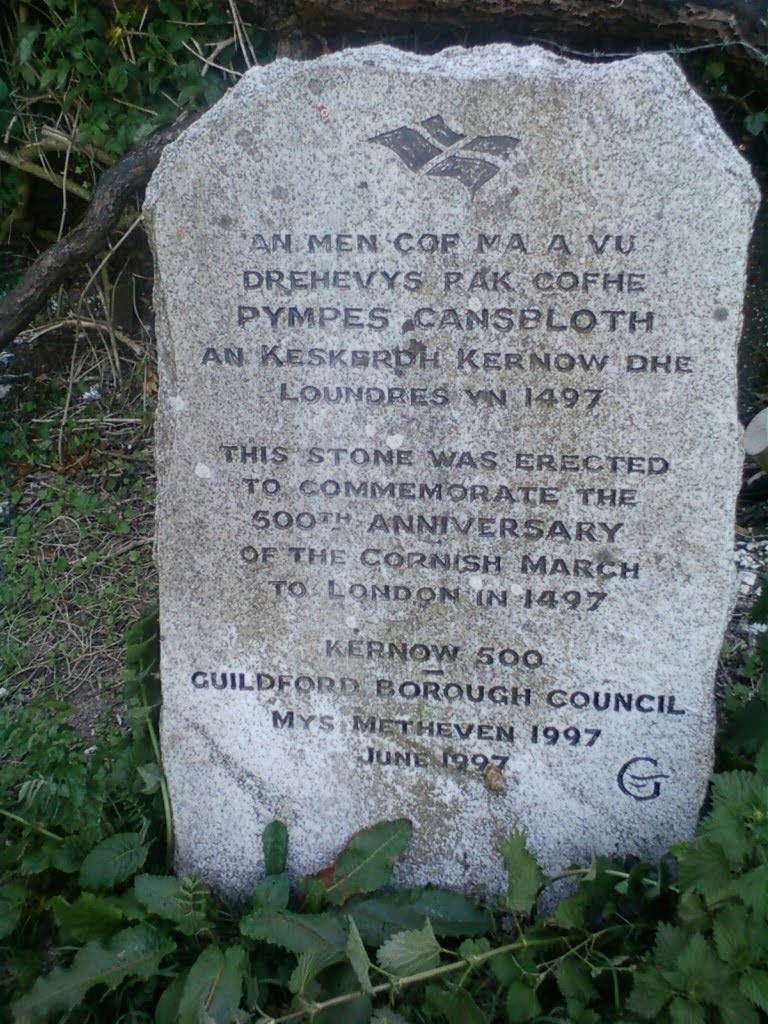 AN MEN COF MA A VU
DREHEVYS RAK COFHE
PYMPES CANSBLOTH
AN KESKERDH KERNOW DHE
LOUNDRES YN 1497
THIS STONE WAS ERECTED
TO COMMEMORATE THE
500TH ANNIVERSARY
OF THE CORNISH MARCH
TO LONDON IN 1497
KERNOW 500
–
GUILDFORD BOROUGH COUNCIL
MYS METHEVEN 1997
JUNE 1997
G